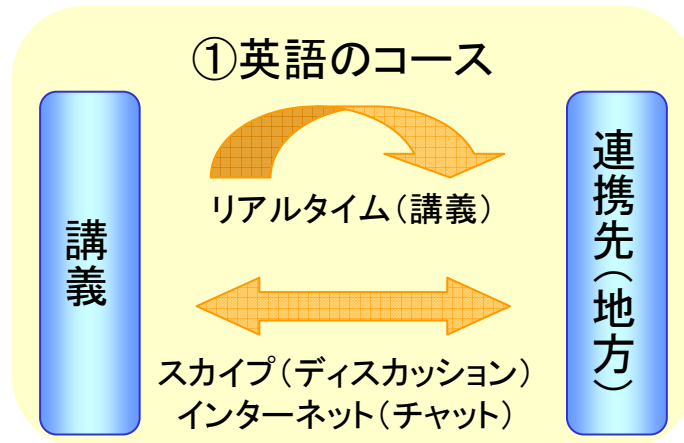 ①英語のコース
講義
リアルタイム（講義）
スカイプ（ディスカッション）
インターネット（チャット）
連携先（地方）